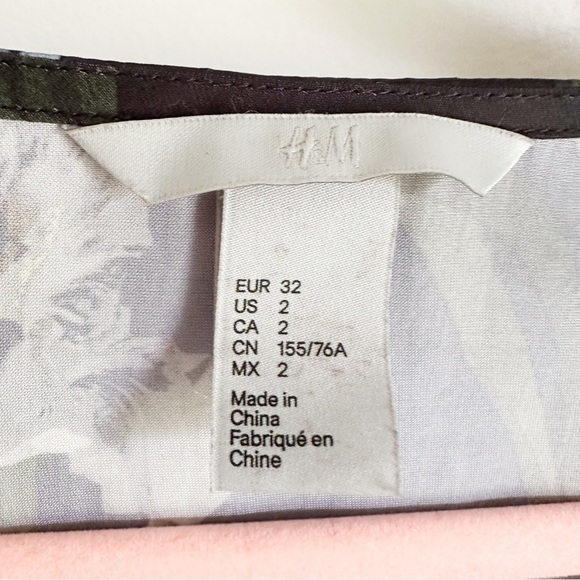 H&M
EUR 32
US 2
CA 2
CN 155/76A
MX 2
Made in
China
Fabriqué en
Chine